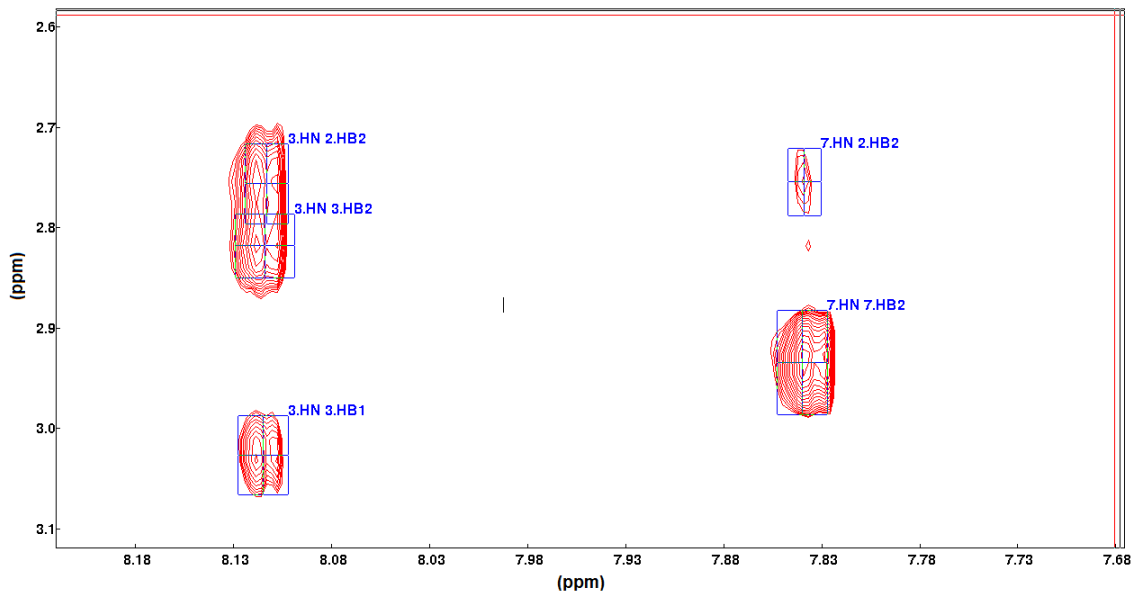 2.6
2.7
3.HN 2.HB2
7.HN 2.HB2
3.HN 3.HB2
2.8
(ppm)
2.9
7.HN 7.HB2
3.HN 3.HB1
3.0
3.1
8.18 8.13 8.08 8.03 7.98 7.93 7.88 7.83 7.78 7.73 7.68
(ppm)